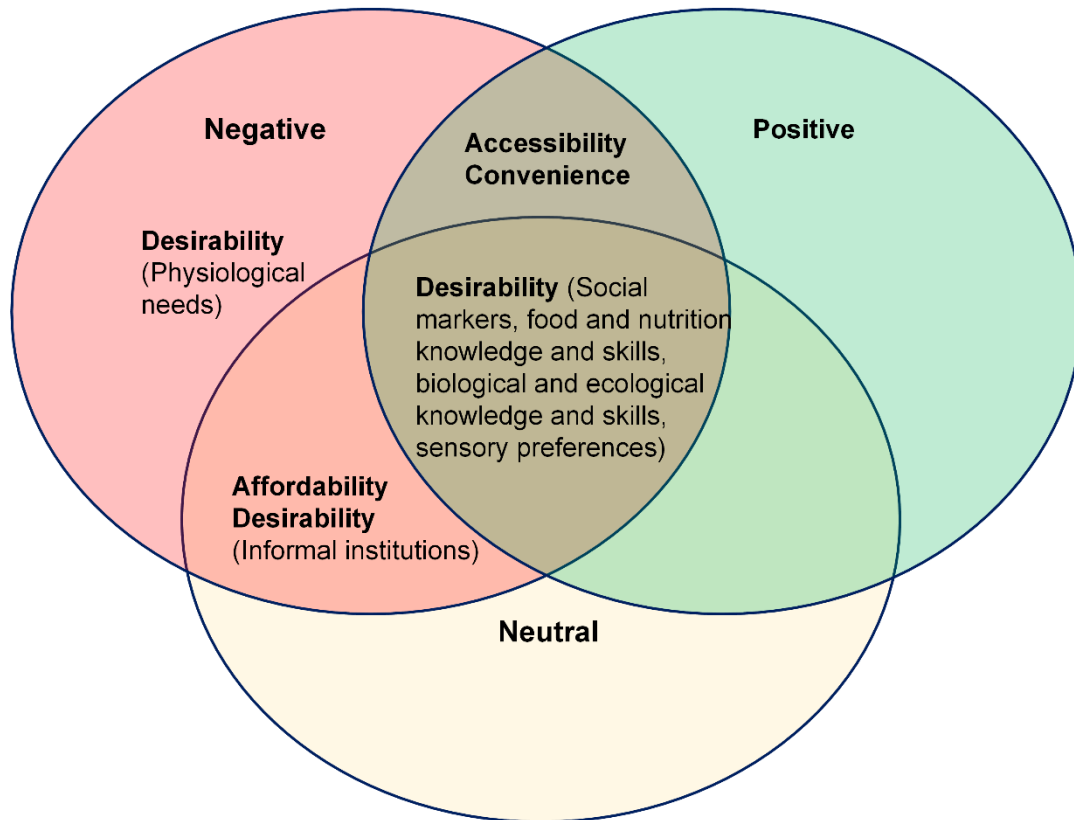 Negative
Positive
Accessibility
Convenience
Desirability
(Physiological
needs)
Desirability (Social
markers, food and nutrition
knowledge and skills,
biological and ecological
knowledge and skills,
sensory preferences)
Affordability
Desirability
(Informal institutions)
Neutral